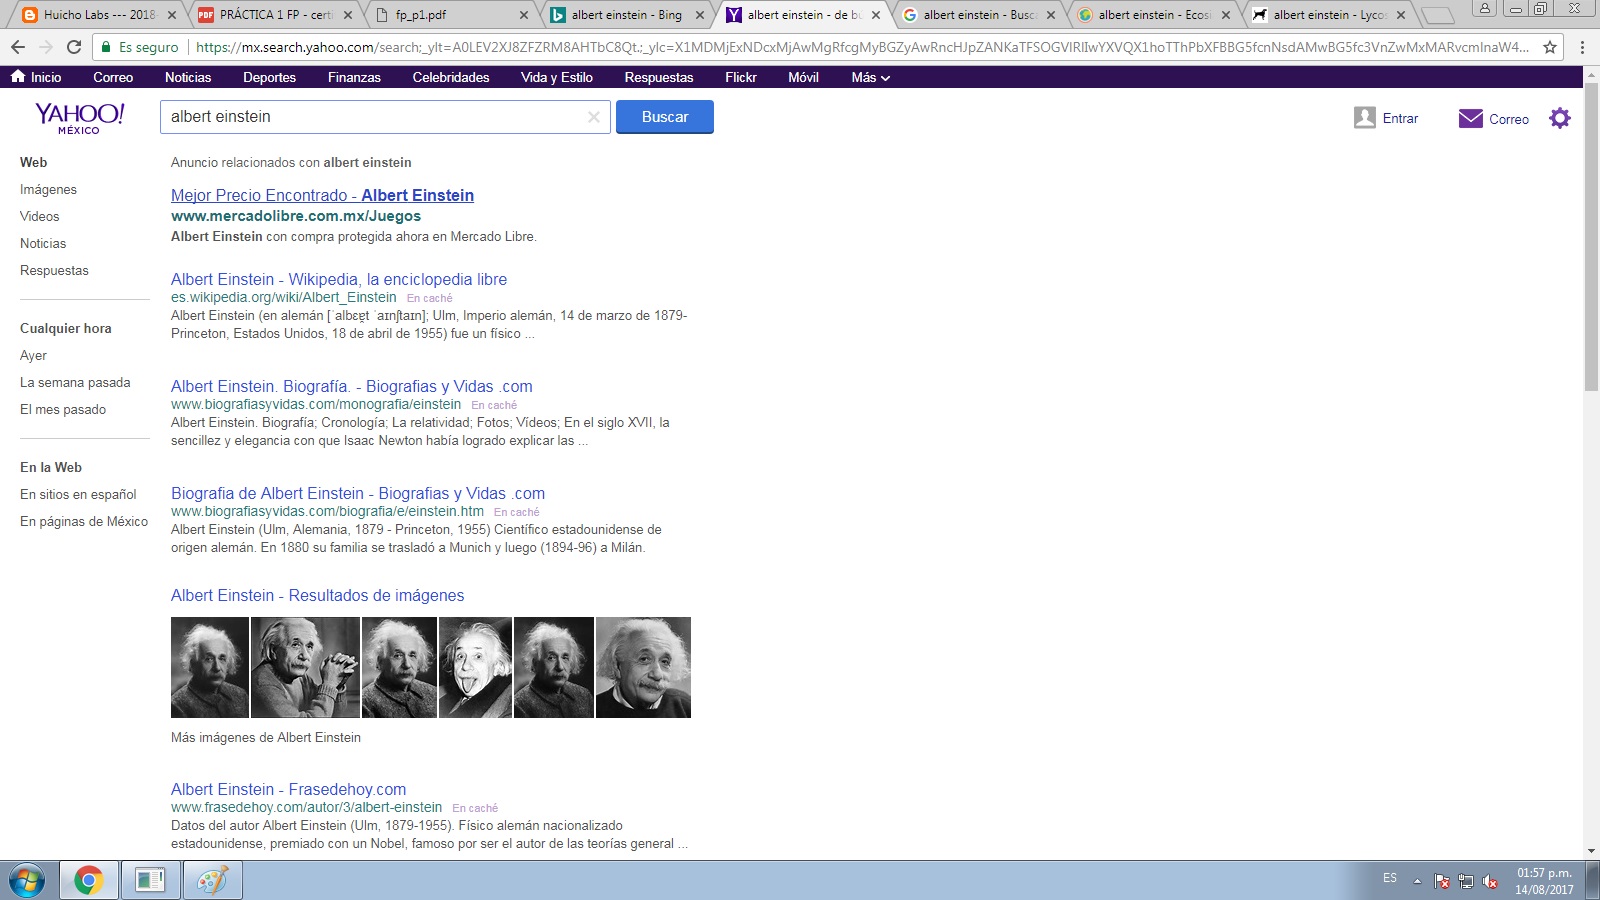 Huicho Labs --- 2018-
PRÁCTICA 1 FP - certi
fp_p1.pdf
albert einstein - Bing
albert einstein - de bú
albert einstein - Busca
albert einstein - Ecosi
albert einstein - Lycos
Es seguro
https://mx.search.yahoo.com/search;_ylt=A0LEV2XJ8ZFZRM8AHTbC8Qt.;_ylc=
Inicio Correo Noticias Deportes Finanzas Celebridades Vida y Estilo Respuestas Flickr Móvil Más
YAHOO!
MÉXICO
albert einstein
Buscar
Entrar
Correo
Web
Imágenes
Videos
Noticias
Respuestas
Cualquier hora
Ayer
La semana pasada
El mes pasado
En la Web
En sitios en español
En páginas de México
Anuncio relacionados con albert einstein
Mejor Precio Encontrado - Albert Einstein
www.mercadolibre.com.mx/Juegos
Albert Einstein con compra protegida ahora en Mercado Libre.
Albert Einstein - Wikipedia, la enciclopedia libre
es.wikipedia.org/wiki/Albert_Einstein En caché
Albert Einstein (en alemán [ˈalbɛɐ̯t ˈaɪnʃtaɪn]; Ulm, Imperio alemán, 14 de marzo de 1879-
Princeton, Estados Unidos, 18 de abril de 1955) fue un físico ...
Albert Einstein. Biografía. - Biografias y Vidas .com
www.biografiasyvidas.com/monografia/einstein En caché
Albert Einstein. Biografía; Cronología; La relatividad; Fotos; Vídeos; En el siglo XVII, la
sencillez y elegancia con que Isaac Newton había logrado explicar las ...
Biografia de Albert Einstein - Biografias y Vidas .com
www.biografiasyvidas.com/biografia/e/einstein.htm En caché
Albert Einstein (Ulm, Alemania, 1879 - Princeton, 1955) Científico estadounidense de
origen alemán. En 1880 su familia se trasladó a Munich y luego (1894-96) a Milán.
Albert Einstein - Resultados de imágenes
Más imágenes de Albert Einstein
Albert Einstein - Frasedehoy.com
www.frasedehoy.com/autor/3/albert-einstein En caché
Datos del autor Albert Einstein (Ulm, 1879-1955). Físico alemán nacionalizado
estadounidense, premiado con un Nobel, famoso por ser el autor de las teorías general ...
ES
01:57 p.m.
14/08/2017